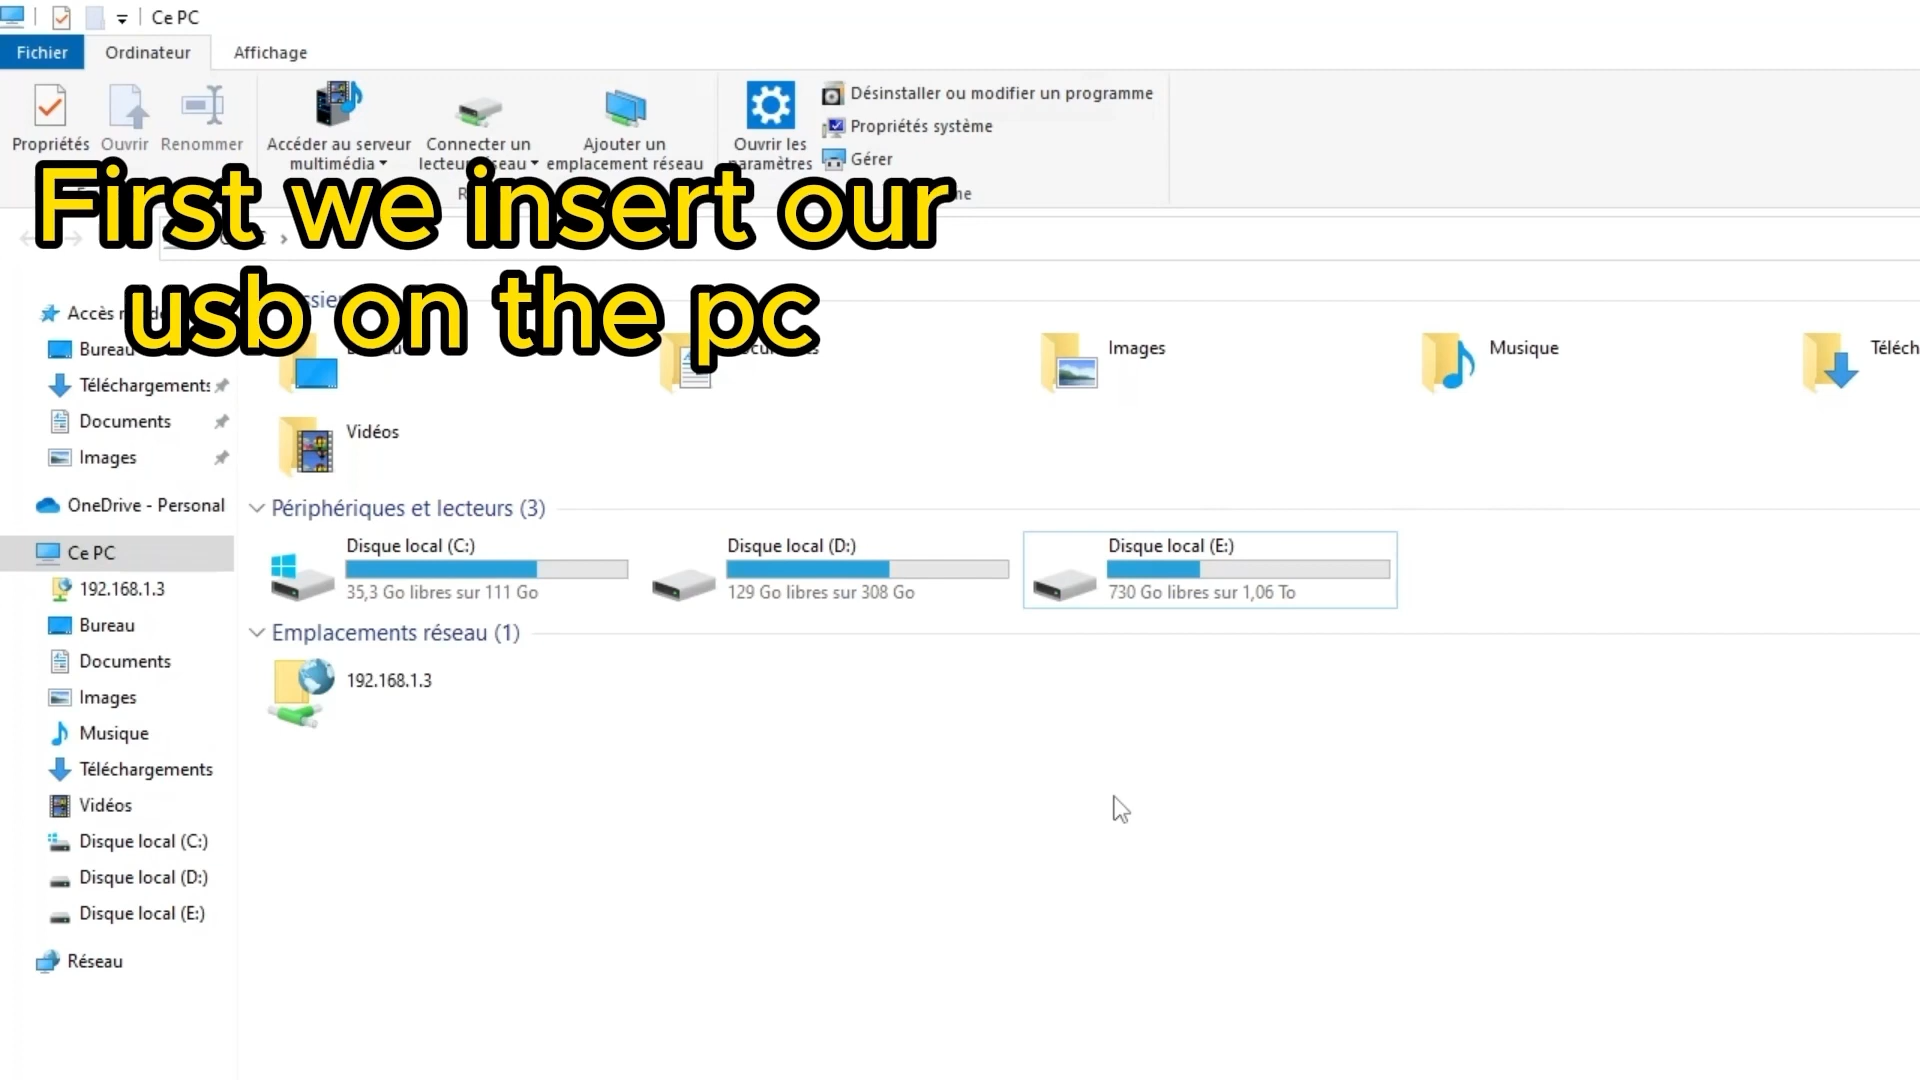 Ce PC
Fichier
Ordinateur
Affichage
Propriétés
Ouvrir
Renommer
Accéder au serveur
multimédia
Connecter un
lecteur réseau
Ajouter un
emplacement réseau
Ouvrir les
paramètres
Désinstaller ou modifier un programme
Propriétés système
Gérer
First we insert our
usb on the pc
Accès
Bureau
Téléchargements
Documents
Images
OneDrive - Personal
Ce PC
192.168.1.3
Bureau
Documents
Images
Musique
Téléchargements
Vidéos
Disque local (C:)
Disque local (D:)
Disque local (E:)
Réseau
Images
Musique
Téléch
Vidéos
Périphériques et lecteurs (3)
Disque local (C:)
35,3 Go libres sur 111 Go
Disque local (D:)
129 Go libres sur 308 Go
Disque local (E:)
730 Go libres sur 1,06 To
Emplacements réseau (1)
192.168.1.3